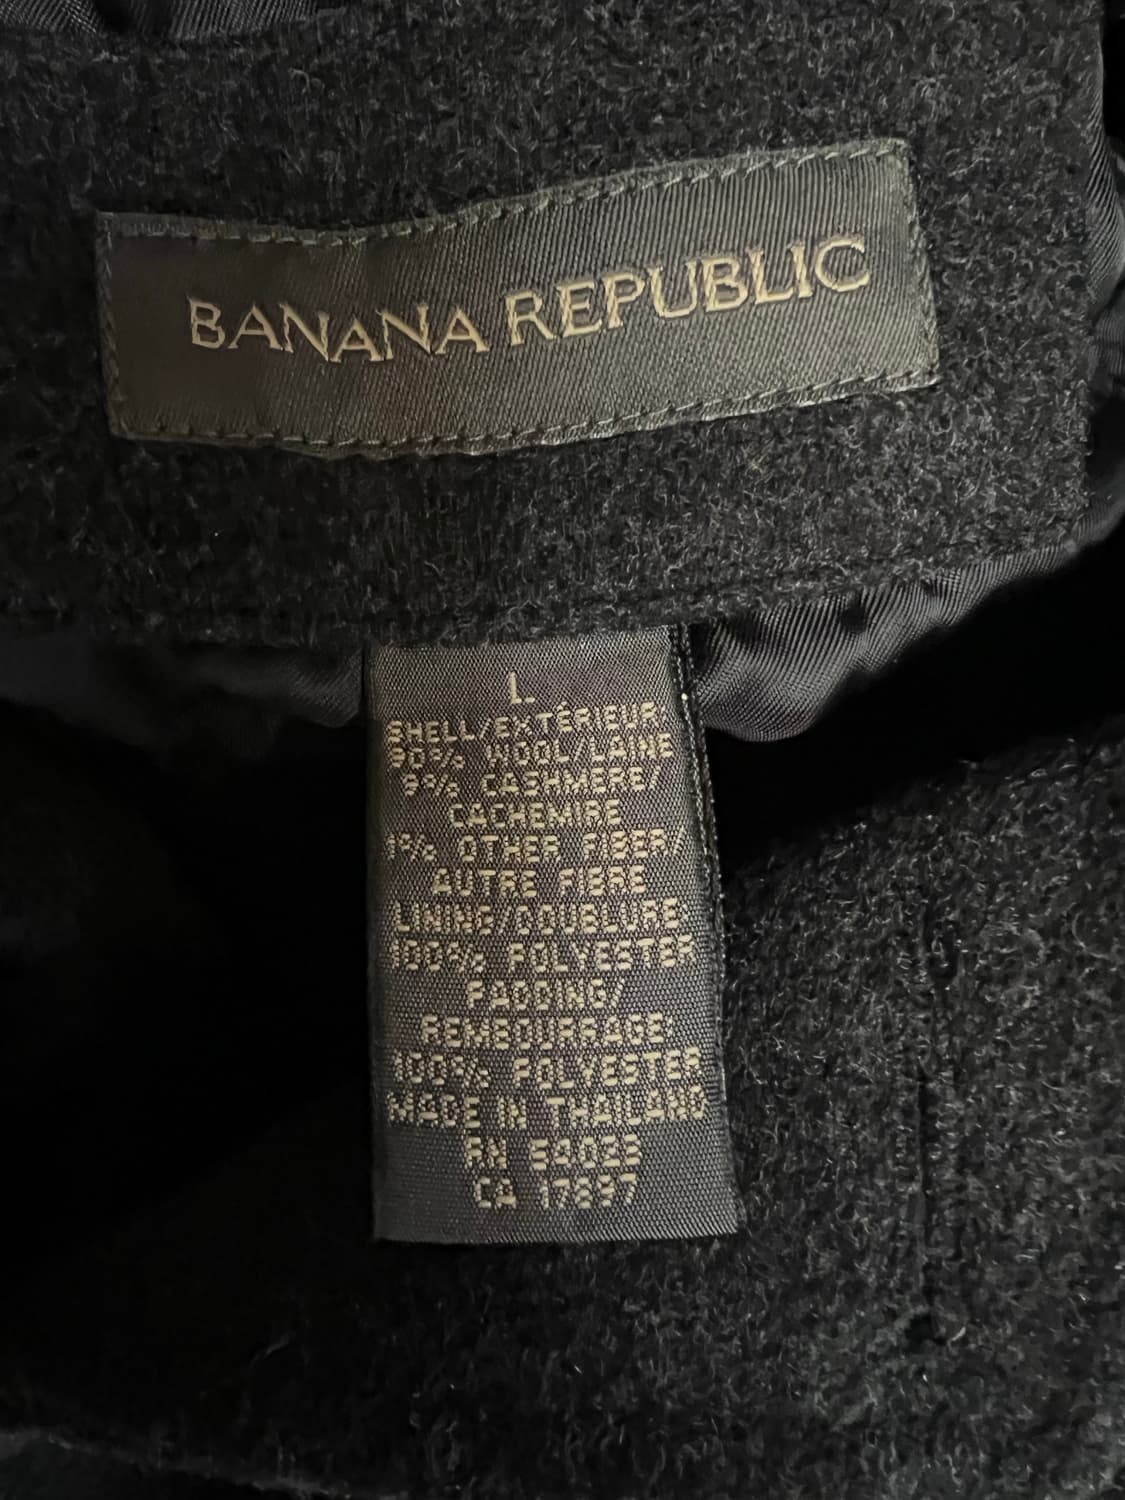 BANANA REPUBLIC
L
SHELL/EXTÉRIEUR:
90% WOOL/LAINE
9% CASHMERE/
CACHEMIRE
1% OTHER FIBER/
AUTRE FIBRE
LINING/DOUBLURE:
100% POLYESTER
PADDING/
REMBOURRAGE:
100% POLYESTER
MADE IN THAILAND
RN 54023
CA 17897